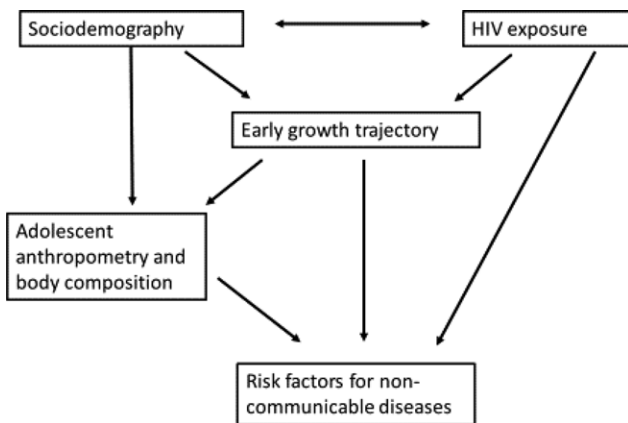 Sociodemography
HIV exposure
Early growth trajectory
Adolescent
anthropometry and
body composition
Risk factors for non-
communicable diseases